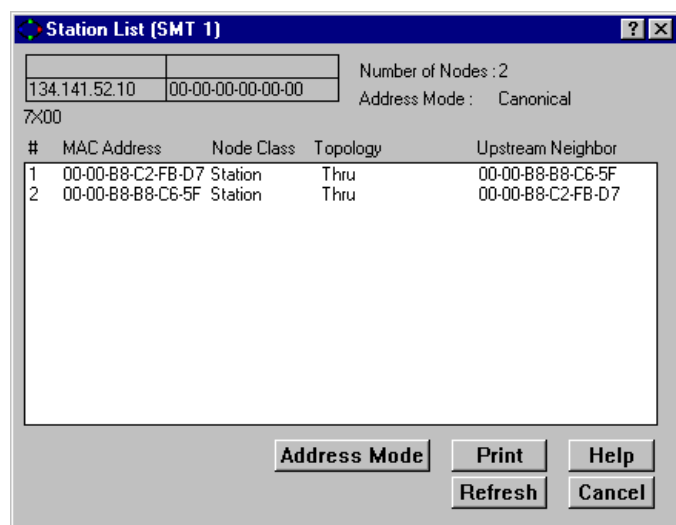 Station List (SMT 1)
? X
134.141.52.10 00-00-00-00-00-00
Number of Nodes : 2
Address Mode : Canonical
7X00
# MAC Address Node Class Topology Upstream Neighbor
1 00-00-B8-C2-FB-D7 Station Thru 00-00-B8-B8-C6-5F
2 00-00-B8-B8-C6-5F Station Thru 00-00-B8-C2-FB-D7
Address Mode Print Help
Refresh Cancel